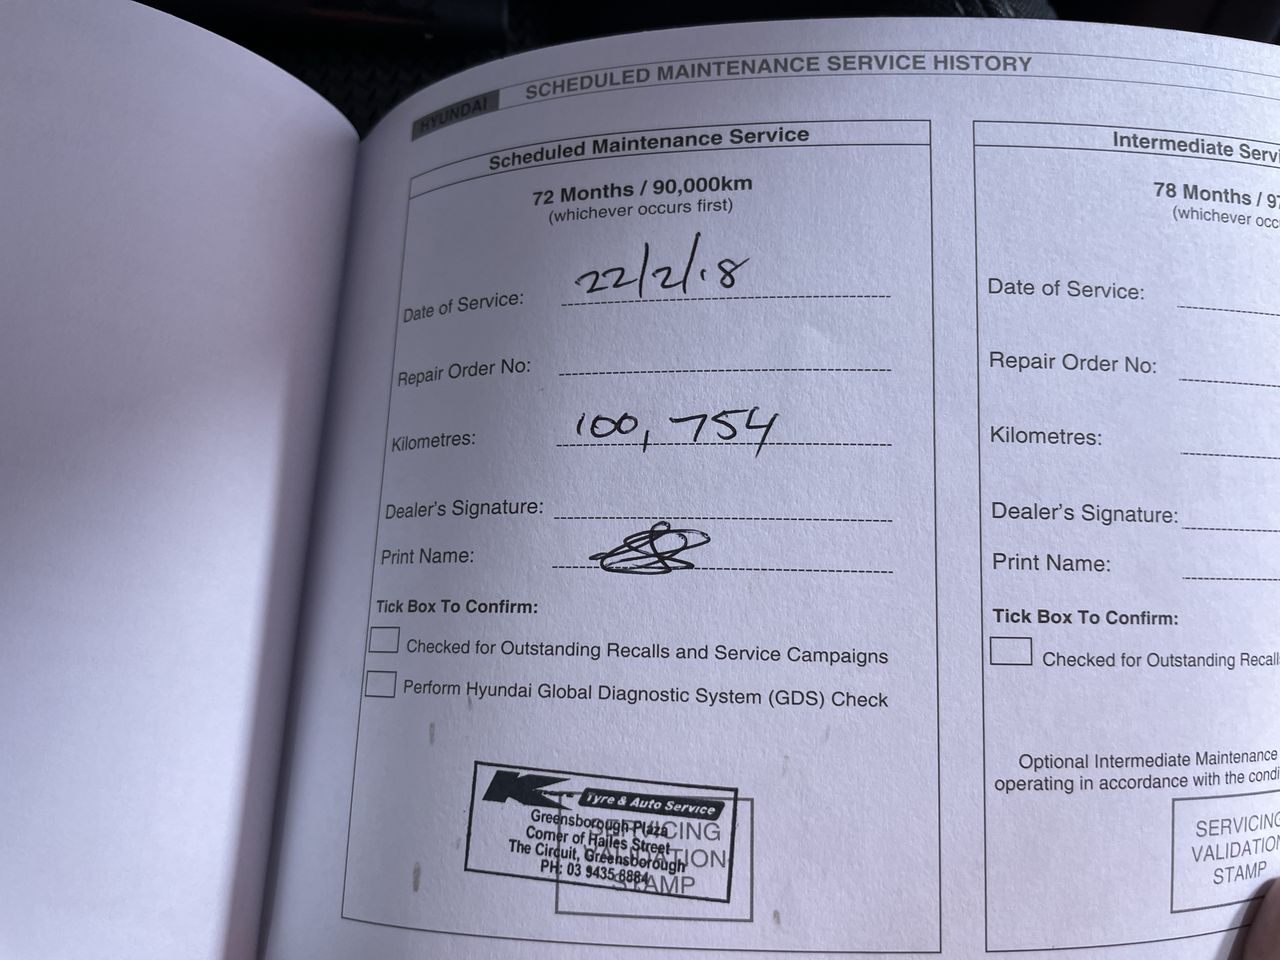 HYUNDAI
SCHEDULED MAINTENANCE SERVICE HISTORY
Scheduled Maintenance Service
72 Months / 90,000km
(whichever occurs first)
Date of Service: 22/2/18
Repair Order No:
Kilometres: 100,754
Dealer's Signature:
Print Name:
Tick Box To Confirm:
Checked for Outstanding Recalls and Service Campaigns
Perform Hyundai Global Diagnostic System (GDS) Check
K
Tyre & Auto Service
Greensborough Plaza
Corner of Hailes Street
The Circuit, Greensborough
PH: 03 9435 8884
SERVICING
VALIDATION
STAMP
Intermediate Servi
78 Months / 97
(whichever occ
Date of Service:
Repair Order No:
Kilometres:
Dealer's Signature:
Print Name:
Tick Box To Confirm:
Checked for Outstanding Recall
Optional Intermediate Maintenance
operating in accordance with the condi
SERVICING
VALIDATION
STAMP